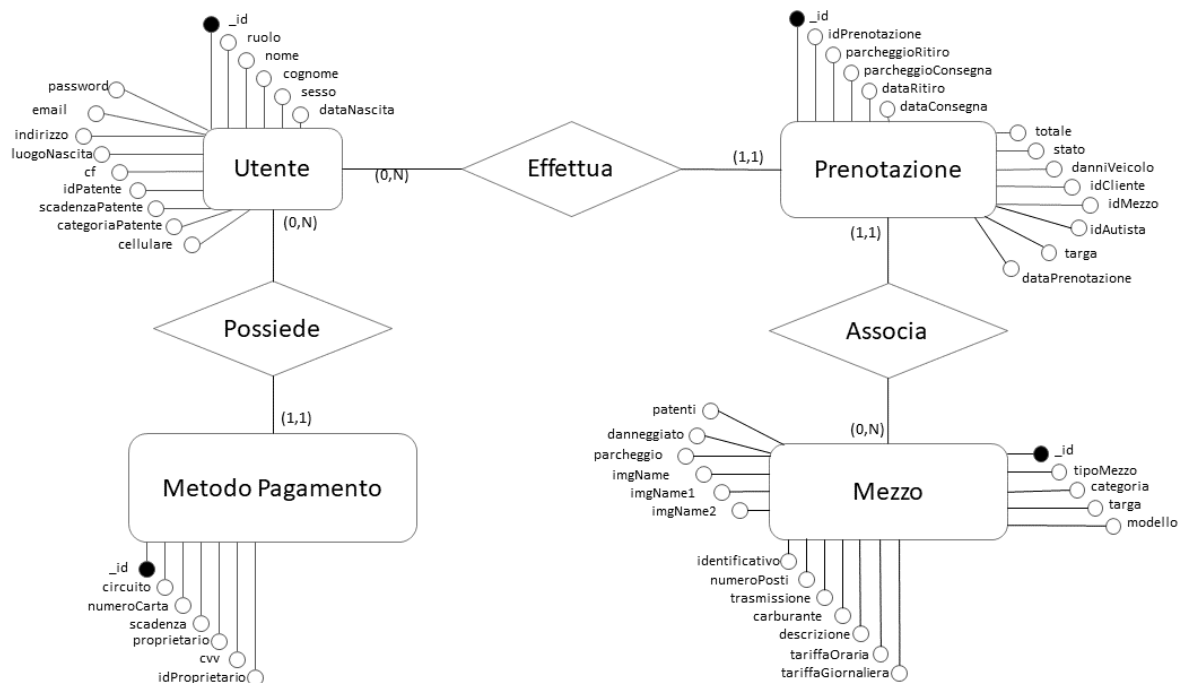 _id
ruolo
nome
cognome
sesso
dataNascita
password
email
indirizzo
luogoNascita
cf
idPatente
scadenzaPatente
categoriaPatente
cellulare
Utente
(0,N)
(0,N)
Effettua
(1,1)
_id
idPrenotazione
parcheggioRitiro
parcheggioConsegna
dataRitiro
dataConsegna
Prenotazione
totale
stato
danniVeicolo
idCliente
idMezzo
idAutista
targa
dataPrenotazione
(1,1)
Possiede
(1,1)
Associa
(0,N)
Metodo Pagamento
_id
circuito
numeroCarta
scadenza
proprietario
cvv
idProprietario
patenti
danneggiato
parcheggio
imgName
imgName1
imgName2
Mezzo
_id
tipoMezzo
categoria
targa
modello
identificativo
numeroPosti
trasmissione
carburante
descrizione
tariffaOraria
tariffaGiornaliera